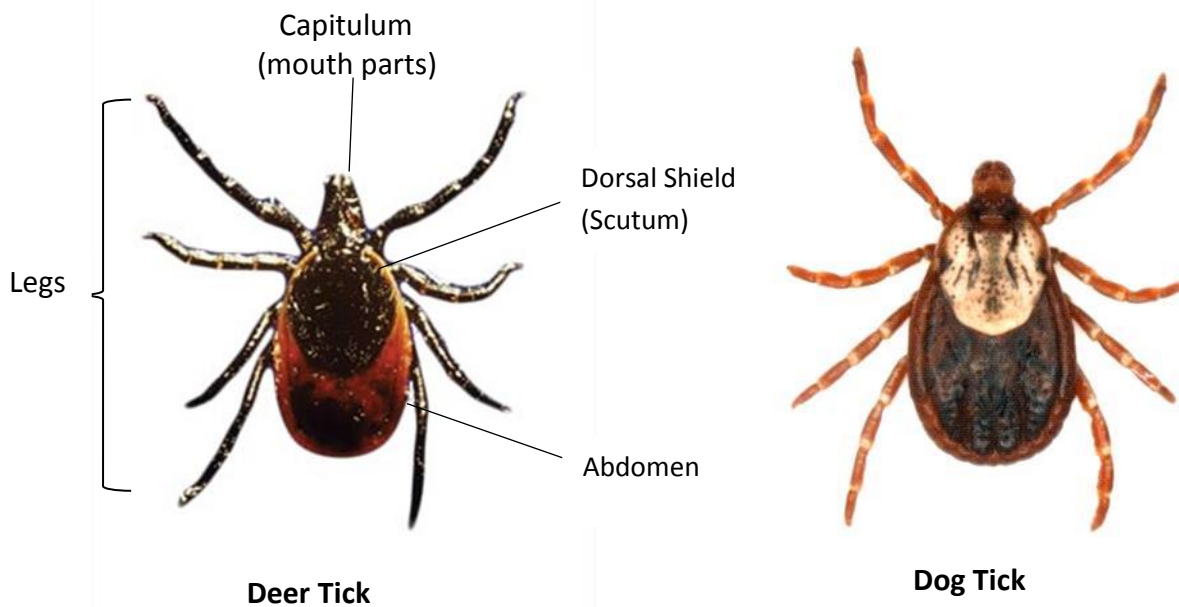 Capitulum
(mouth parts)
Dorsal Shield
(Scutum)
Legs
Abdomen
Deer Tick
Dog Tick